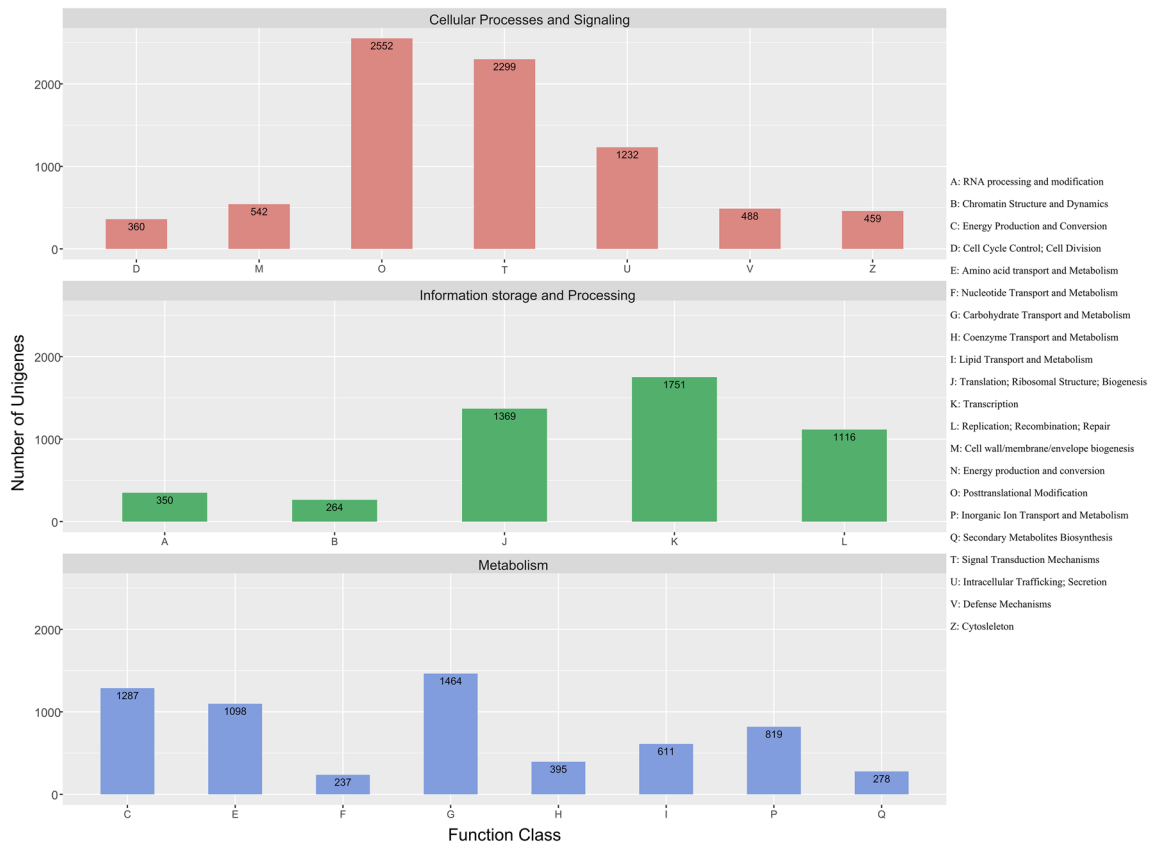 Cellular Processes and Signaling
2000
1000
0
360
542
2552
2299
1232
488
459
D M O T U V Z
Information storage and Processing
2000
1000
0
350
264
1369
1751
1116
A B J K L
Metabolism
2000
1000
0
1287
1098
237
1464
395
611
819
278
C E F G H I P Q
Number of Unigenes
Function Class
A: RNA processing and modification
B: Chromatin Structure and Dynamics
C: Energy Production and Conversion
D: Cell Cycle Control; Cell Division
E: Amino acid transport and Metabolism
F: Nucleotide Transport and Metabolism
G: Carbohydrate Transport and Metabolism
H: Coenzyme Transport and Metabolism
I: Lipid Transport and Metabolism
J: Translation; Ribosomal Structure; Biogenesis
K: Transcription
L: Replication; Recombination; Repair
M: Cell wall/membrane/envelope biogenesis
N: Energy production and conversion
O: Posttranslational Modification
P: Inorganic Ion Transport and Metabolism
Q: Secondary Metabolites Biosynthesis
T: Signal Transduction Mechanisms
U: Intracellular Trafficking; Secretion
V: Defense Mechanisms
Z: Cytosleleton